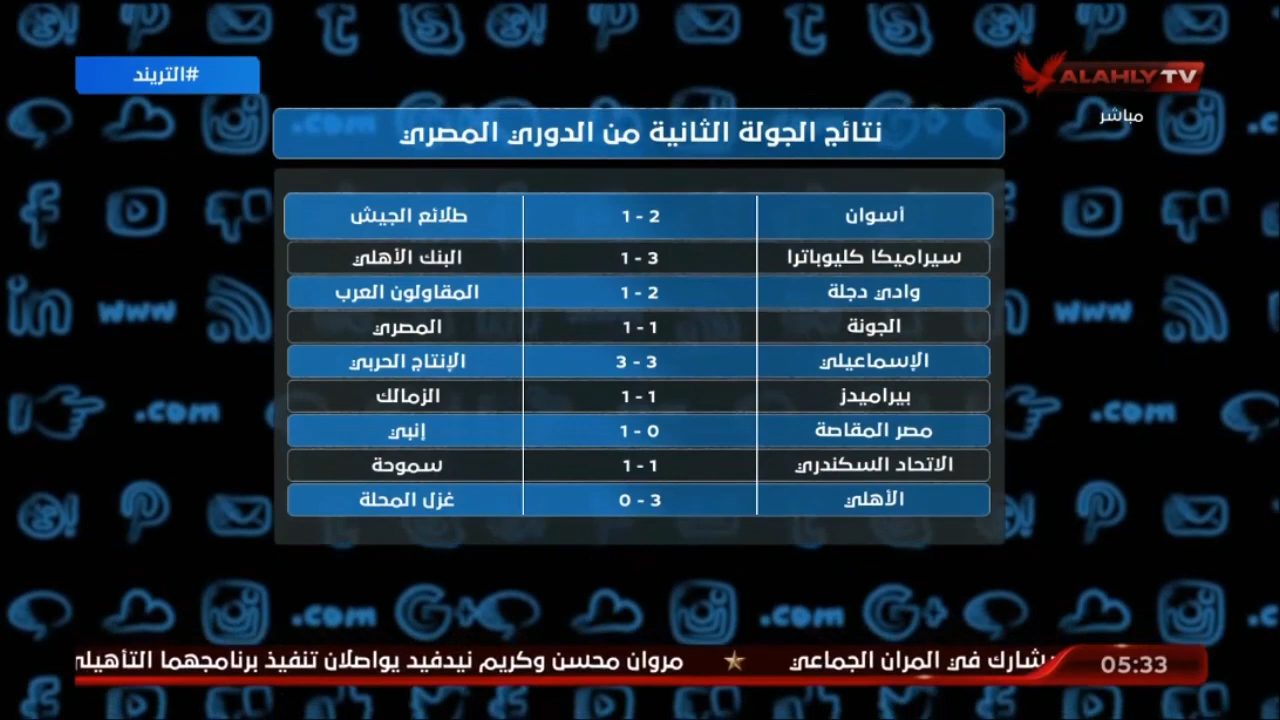 #التريند
ALAHLY TV
مباشر
نتائج الجولة الثانية من الدوري المصري
أسوان 1 - 2 طلائع الجيش
سيراميكا كليوباترا 1 - 3 البنك الأهلي
وادي دجلة 1 - 2 المقاولون العرب
الجونة 1 - 1 المصري
الإسماعيلي 3 - 3 الإنتاج الحربي
بيراميدز 1 - 1 الزمالك
مصر المقاصة 1 - 0 إنبي
الاتحاد السكندري 1 - 1 سموحة
الأهلي 0 - 3 غزل المحلة
05:33 يشارك في المران الجماعي ★ مروان محسن وكريم نيدفيد يواصلان تنفيذ برنامجهما التأهيلي